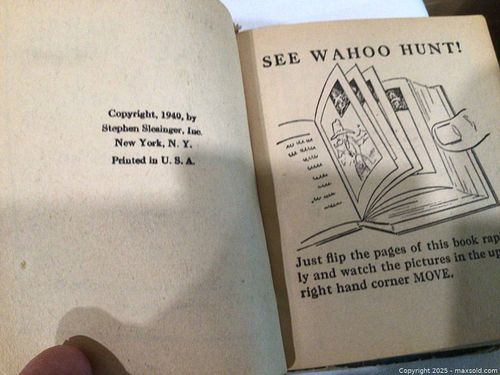 Copyright, 1940, by
Stephen Slesinger, Inc.
New York, N. Y.
Printed in U. S. A.
SEE WAHOO HUNT!
Just flip the pages of this book rap
ly and watch the pictures in the up
right hand corner MOVE.
Copyright 2025 - maxsold.com